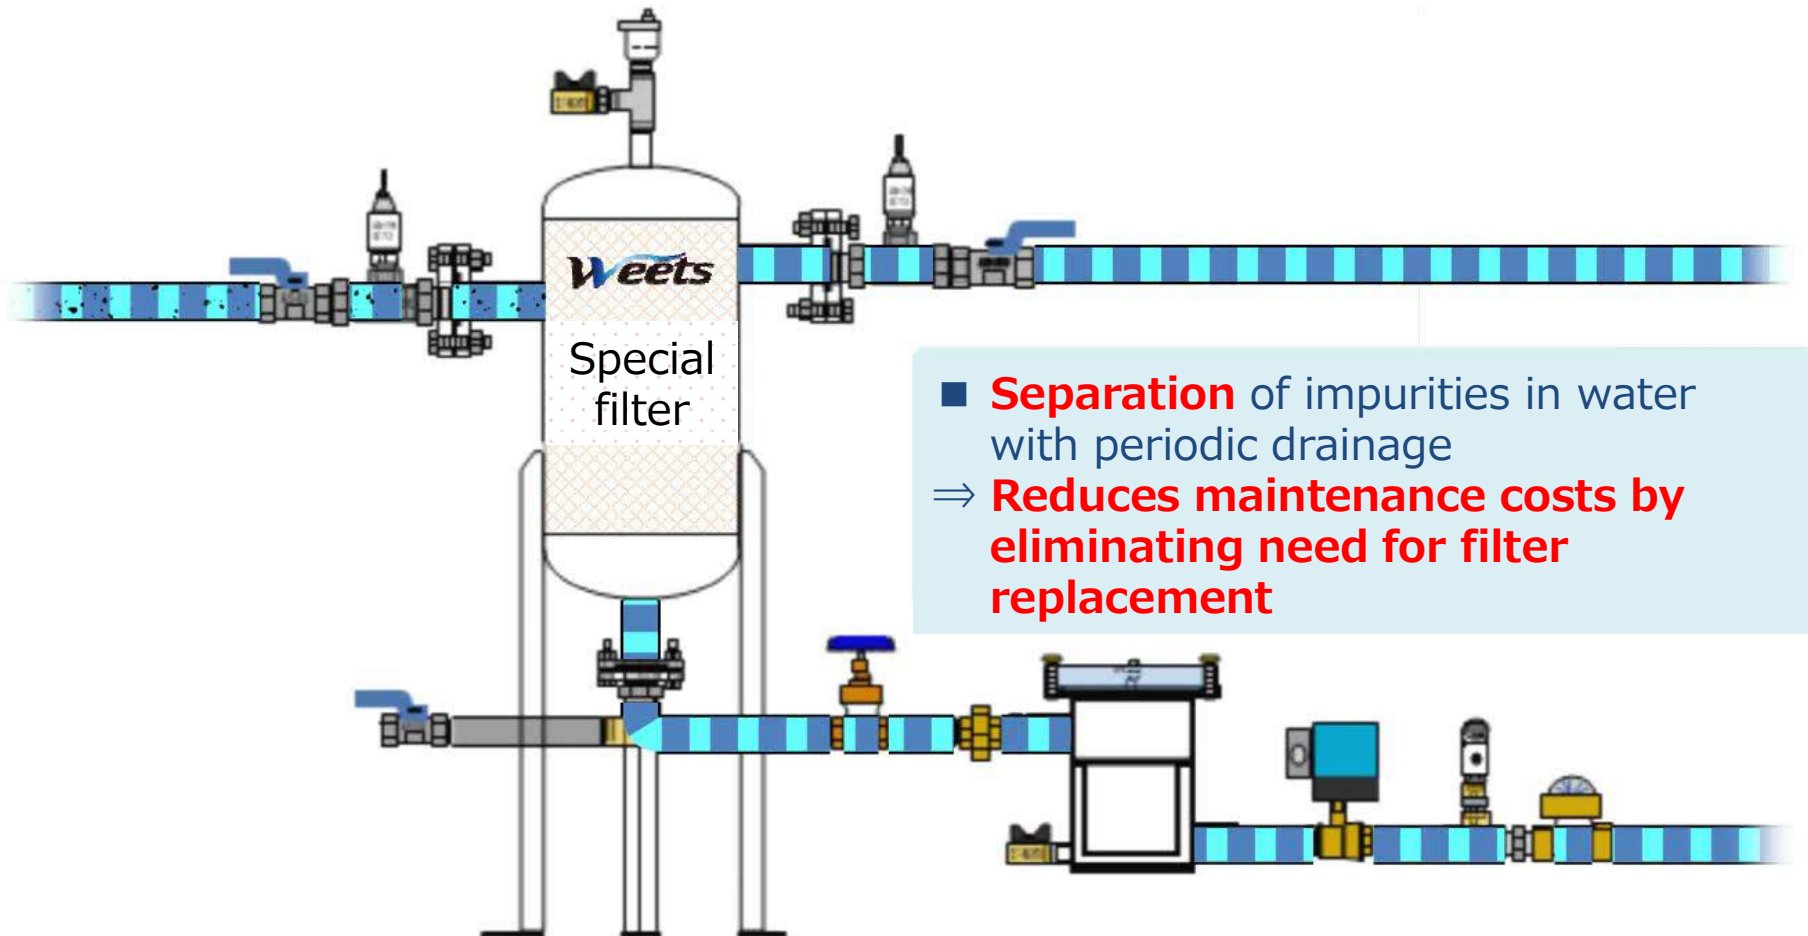 Weets
Special
filter
■ Separation of impurities in water
with periodic drainage
⇒ Reduces maintenance costs by
eliminating need for filter
replacement